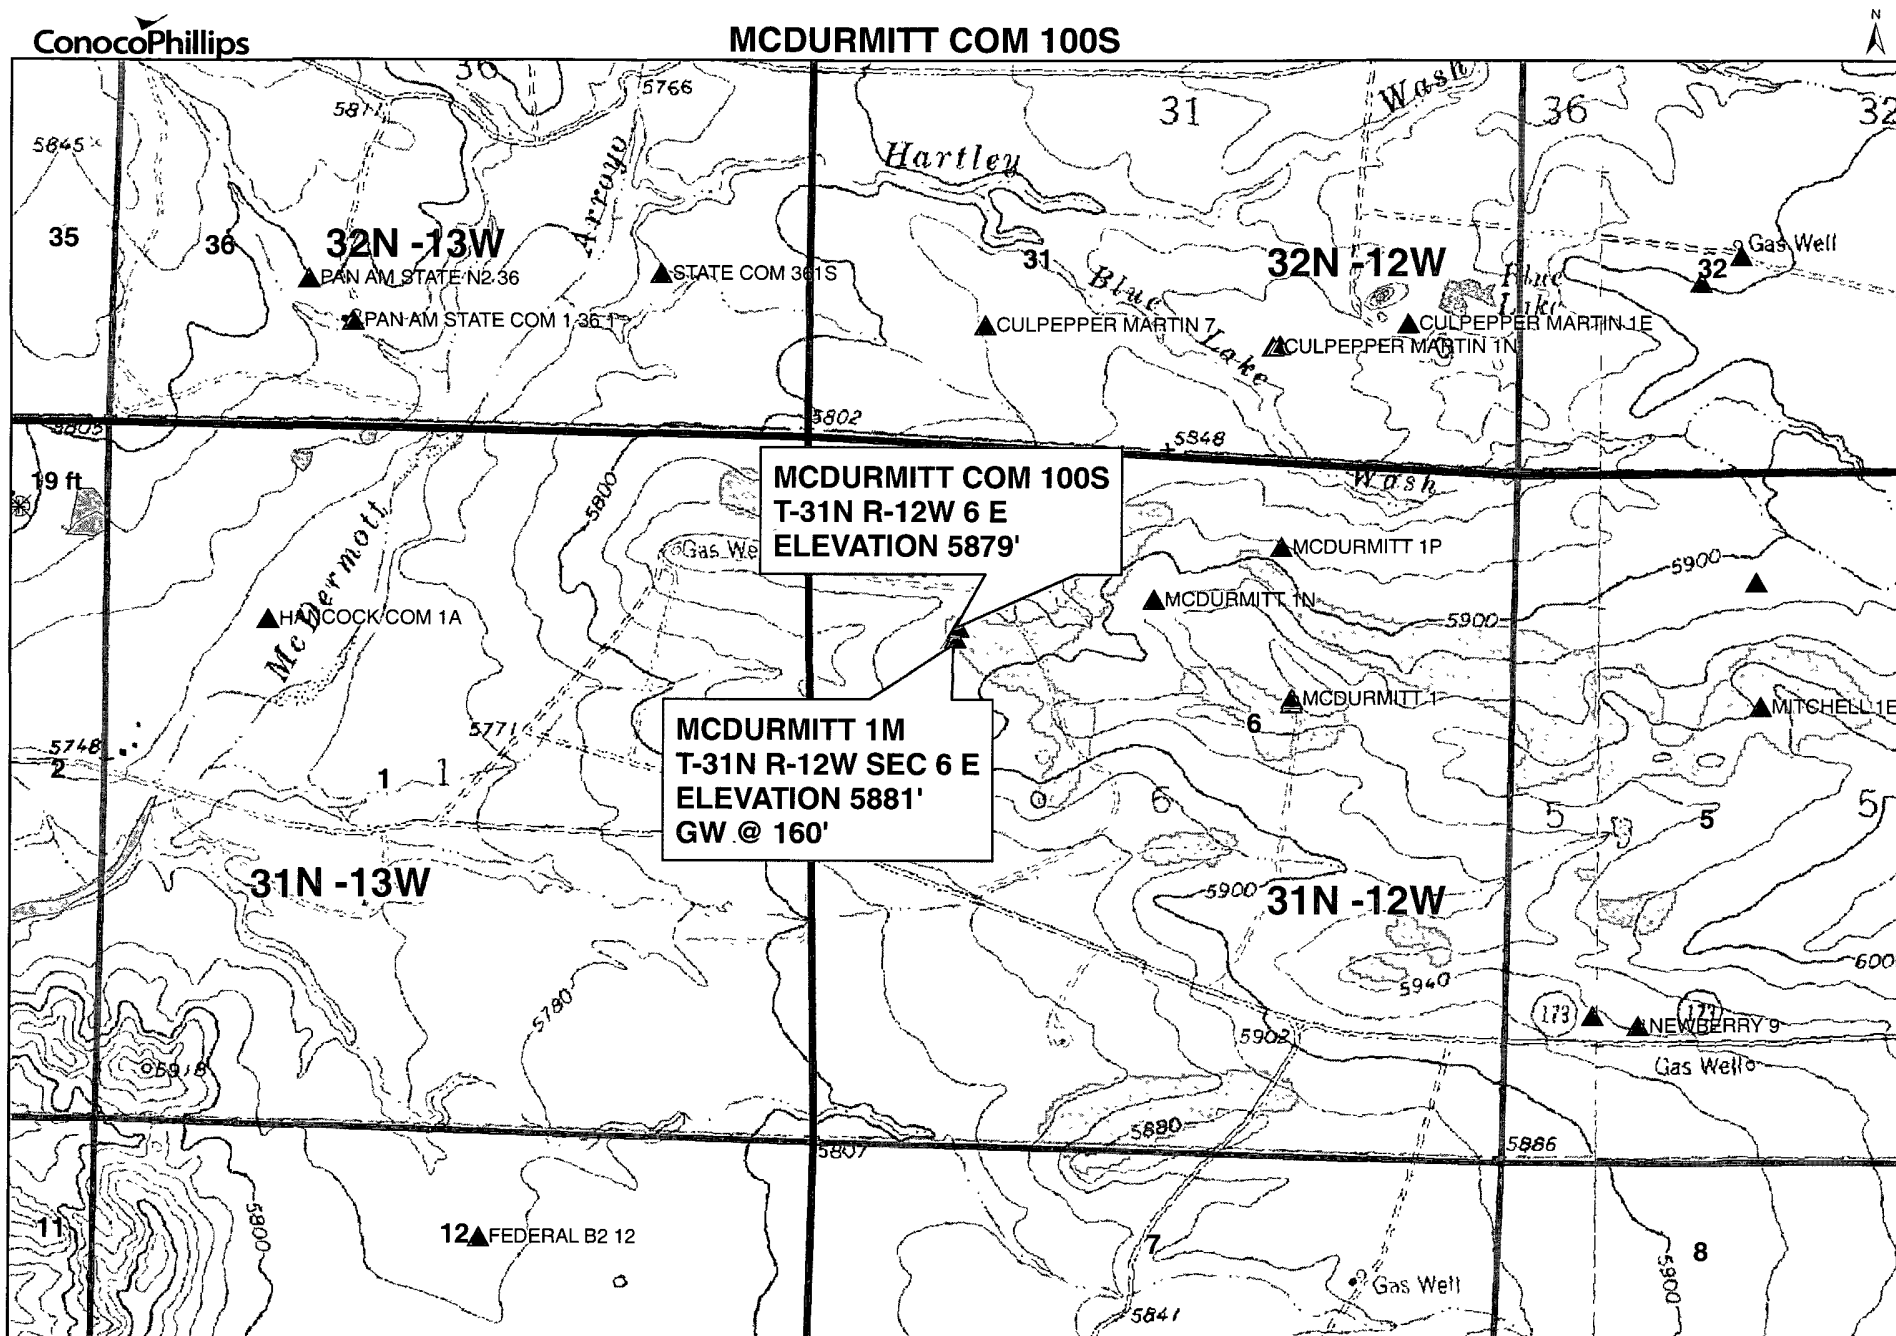 ConocoPhillips
MCDURMITT COM 100S
N
36
5811
5766
Wash
31
36
32
5845
Arroyo
Hartley
35
36
32N -13W
31
32N -12W
Gas Well
32
PAN AM STATE N2 36
STATE COM 361S
Blue
Blue
Lake
PAN AM STATE COM 1 36 1
CULPEPPER MARTIN 7
CULPEPPER MARTIN 1E
Lake
CULPEPPER MARTIN 1N
5805
5802
5848
19 ft
5800
MCDURMITT COM 100S
T-31N R-12W 6 E
ELEVATION 5879'
Wash
Gas We
MCDURMITT 1P
5900
McDermott
HANCOCK COM 1A
MCDURMITT 1N
5900
MCDURMITT 1
6
MITCHELL 1E
5748
2
5771
1
1
MCDURMITT 1M
T-31N R-12W SEC 6 E
ELEVATION 5881'
GW @ 160'
6
5
5
5
31N -13W
5900
31N -12W
600
5940
5780
173
173
5902
NEWBERRY 9
5918
Gas Well
5880
5807
5886
11
5800
12
FEDERAL B2 12
7
8
5900
Gas Well
5841